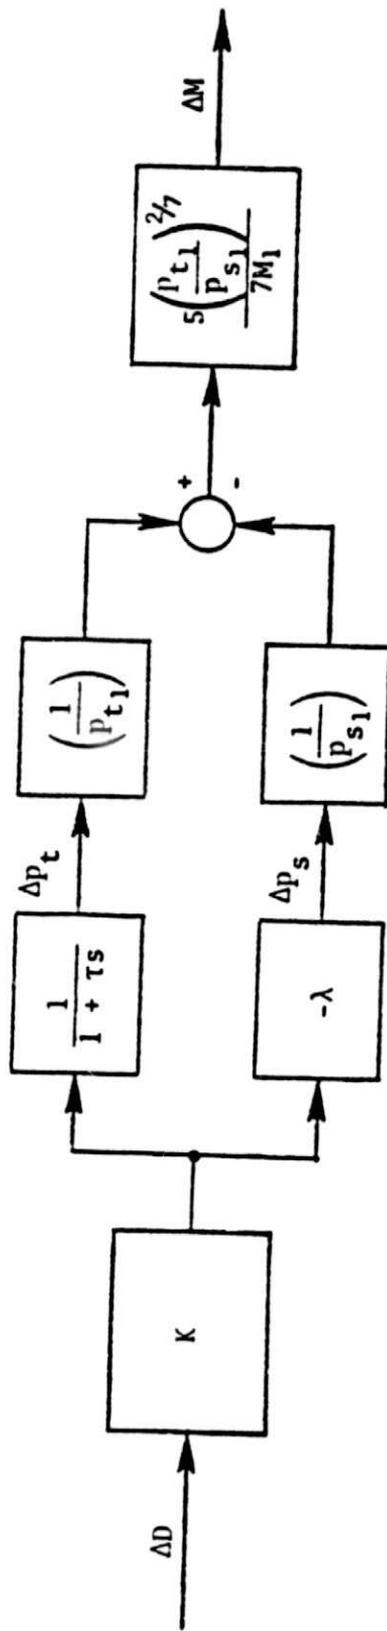 ΔD
K
1
1 + τs
Δp_t
(1
p_t1)
-λ
Δp_s
(1
p_s1)
+
-
5(p_t1
p_s1)^2/7
7M_1
ΔM